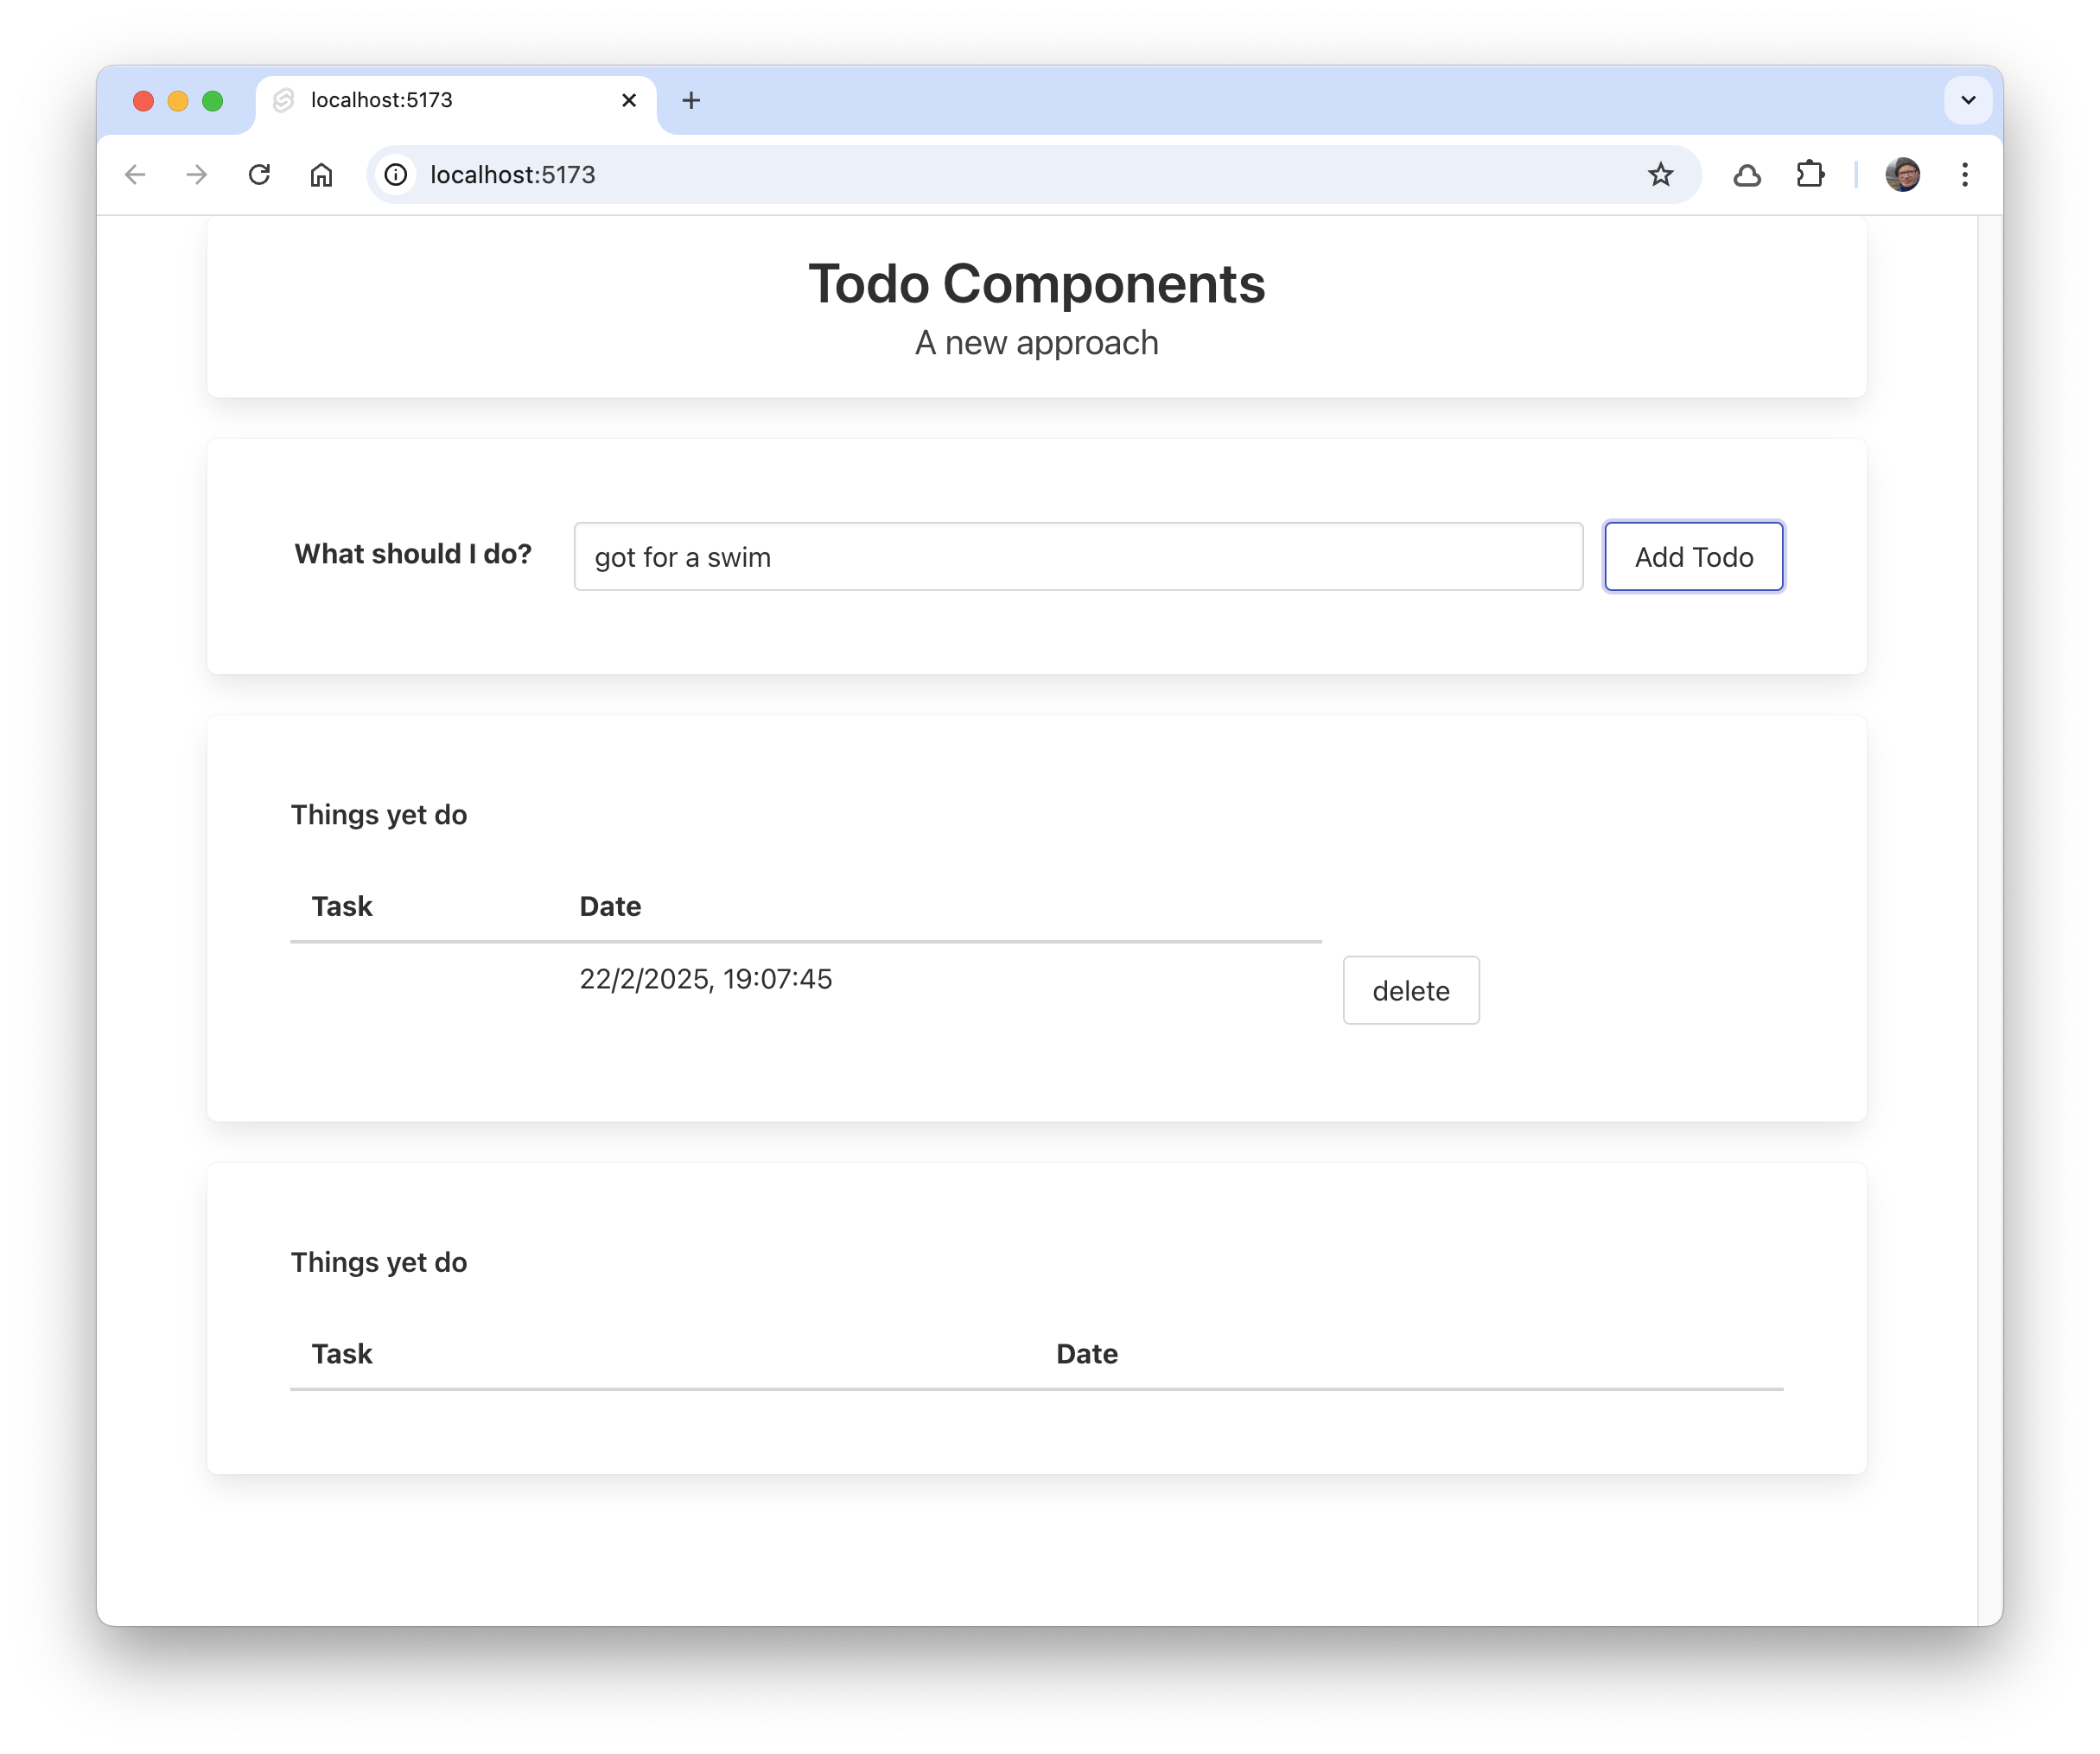 localhost:5173
localhost:5173
Todo Components
A new approach
What should I do? got for a swim Add Todo
Things yet do
Task Date
22/2/2025, 19:07:45 delete
Things yet do
Task Date